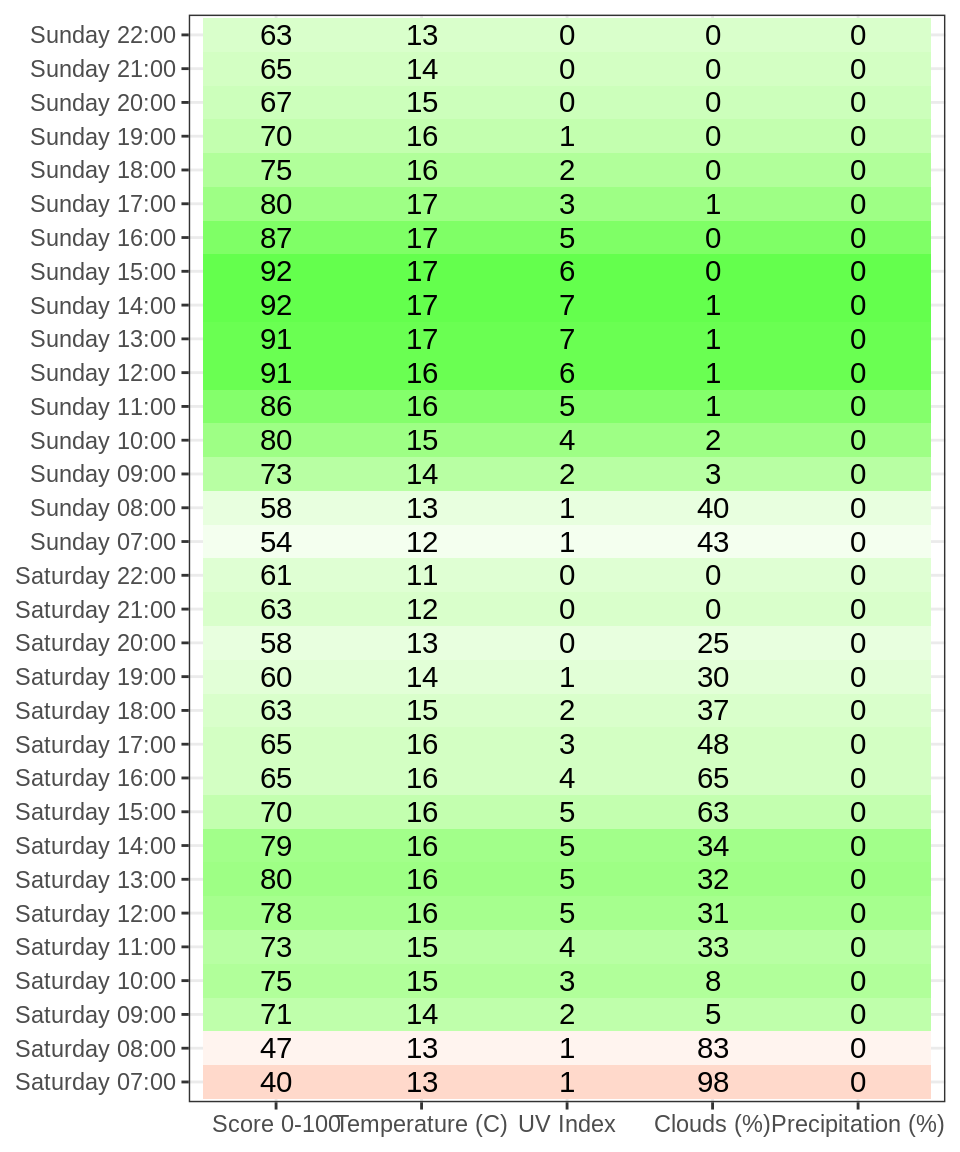 Sunday 22:00 63 13 0 0 0
Sunday 21:00 65 14 0 0 0
Sunday 20:00 67 15 0 0 0
Sunday 19:00 70 16 1 0 0
Sunday 18:00 75 16 2 0 0
Sunday 17:00 80 17 3 1 0
Sunday 16:00 87 17 5 0 0
Sunday 15:00 92 17 6 0 0
Sunday 14:00 92 17 7 1 0
Sunday 13:00 91 17 7 1 0
Sunday 12:00 91 16 6 1 0
Sunday 11:00 86 16 5 1 0
Sunday 10:00 80 15 4 2 0
Sunday 09:00 73 14 2 3 0
Sunday 08:00 58 13 1 40 0
Sunday 07:00 54 12 1 43 0
Saturday 22:00 61 11 0 0 0
Saturday 21:00 63 12 0 0 0
Saturday 20:00 58 13 0 25 0
Saturday 19:00 60 14 1 30 0
Saturday 18:00 63 15 2 37 0
Saturday 17:00 65 16 3 48 0
Saturday 16:00 65 16 4 65 0
Saturday 15:00 70 16 5 63 0
Saturday 14:00 79 16 5 34 0
Saturday 13:00 80 16 5 32 0
Saturday 12:00 78 16 5 31 0
Saturday 11:00 73 15 4 33 0
Saturday 10:00 75 15 3 8 0
Saturday 09:00 71 14 2 5 0
Saturday 08:00 47 13 1 83 0
Saturday 07:00 40 13 1 98 0
Score 0-100 Temperature (C) UV Index Clouds (%) Precipitation (%)